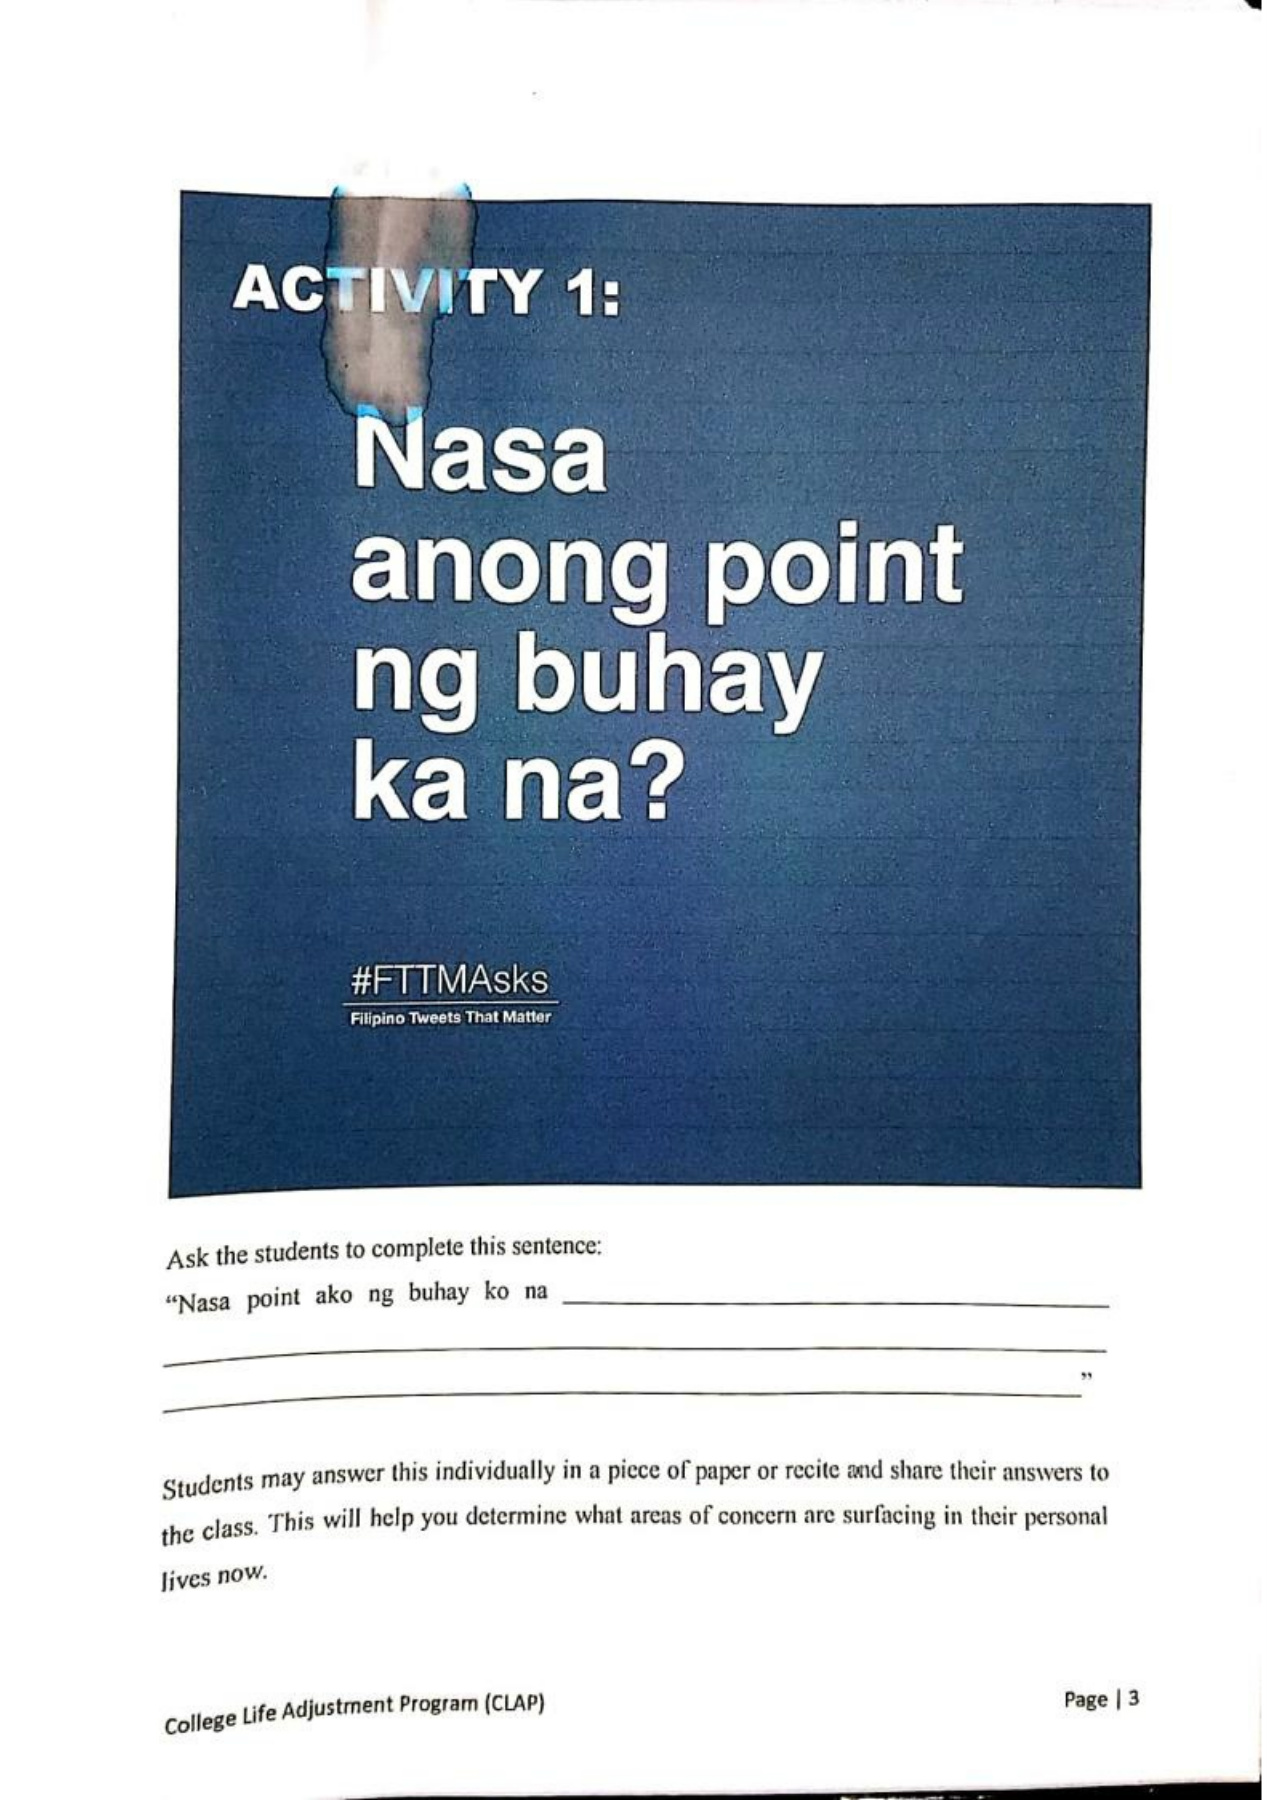 ACTIVITY 1:
Nasa
anong point
ng buhay
ka na?
#FTTMAsks
Filipino Tweets That Matter
Ask the students to complete this sentence:
“Nasa point ako ng buhay ko na ______________________________
______________________________
______________________________”
Students may answer this individually in a piece of paper or recite and share their answers to
the class. This will help you determine what areas of concern are surfacing in their personal
lives now.
College Life Adjustment Program (CLAP)
Page | 3